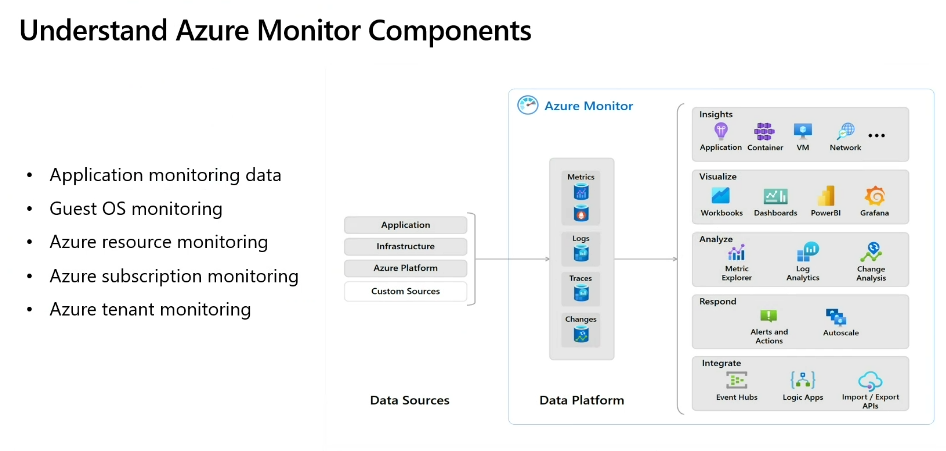 Understand Azure Monitor Components
• Application monitoring data
• Guest OS monitoring
• Azure resource monitoring
• Azure subscription monitoring
• Azure tenant monitoring
Application
Infrastructure
Azure Platform
Custom Sources
Data Sources
Azure Monitor
Metrics
Logs
Traces
Changes
Data Platform
Insights
Application Container VM Network •••
Visualize
Workbooks Dashboards PowerBI Grafana
Analyze
Metric Explorer
Log Analytics
Change Analysis
Respond
Alerts and Actions
Autoscale
Integrate
Event Hubs
Logic Apps
Import / Export APIs